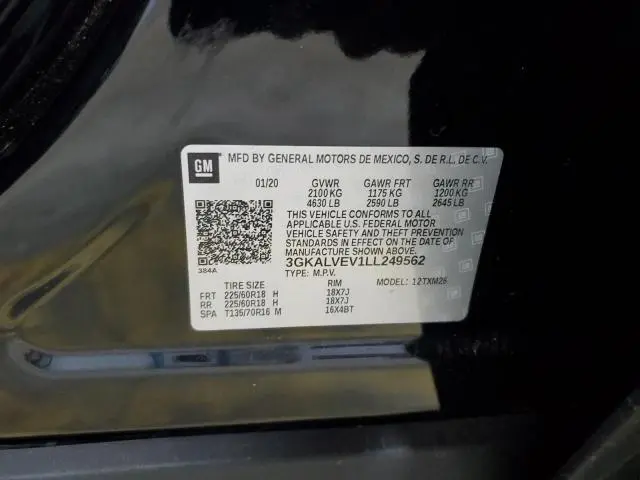 GM MFD BY GENERAL MOTORS DE MEXICO, S. DE R.L. DE C.V.
01/20 GVWR GAWR FRT GAWR RR
2100 KG 1175 KG 1200 KG
4630 LB 2590 LB 2645 LB
THIS VEHICLE CONFORMS TO ALL
APPLICABLE U.S. FEDERAL MOTOR
VEHICLE SAFETY AND THEFT
PREVENTION STANDARDS IN EFFECT
ON THE DATE OF MANUFACTURE
SHOWN ABOVE.
384A
3GKALVEV1LL249562
TYPE: M.P.V. MODEL: 12TXM26
TIRE SIZE RIM
FRT 225/60R18 H 18X7J
RR 225/60R18 H 18X7J
SPA T135/70R16 M 16X4BT